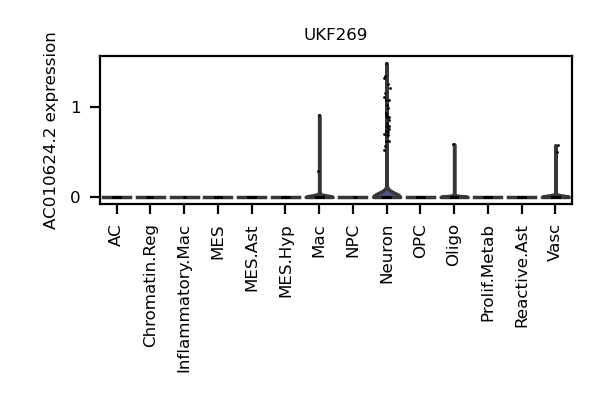 UKF269
AC010624.2 expression
1
0
AC
Chromatin.Reg
Inflammatory.Mac
MES
MES.Ast
MES.Hyp
Mac
NPC
Neuron
OPC
Oligo
Prolif.Metab
Reactive.Ast
Vasc